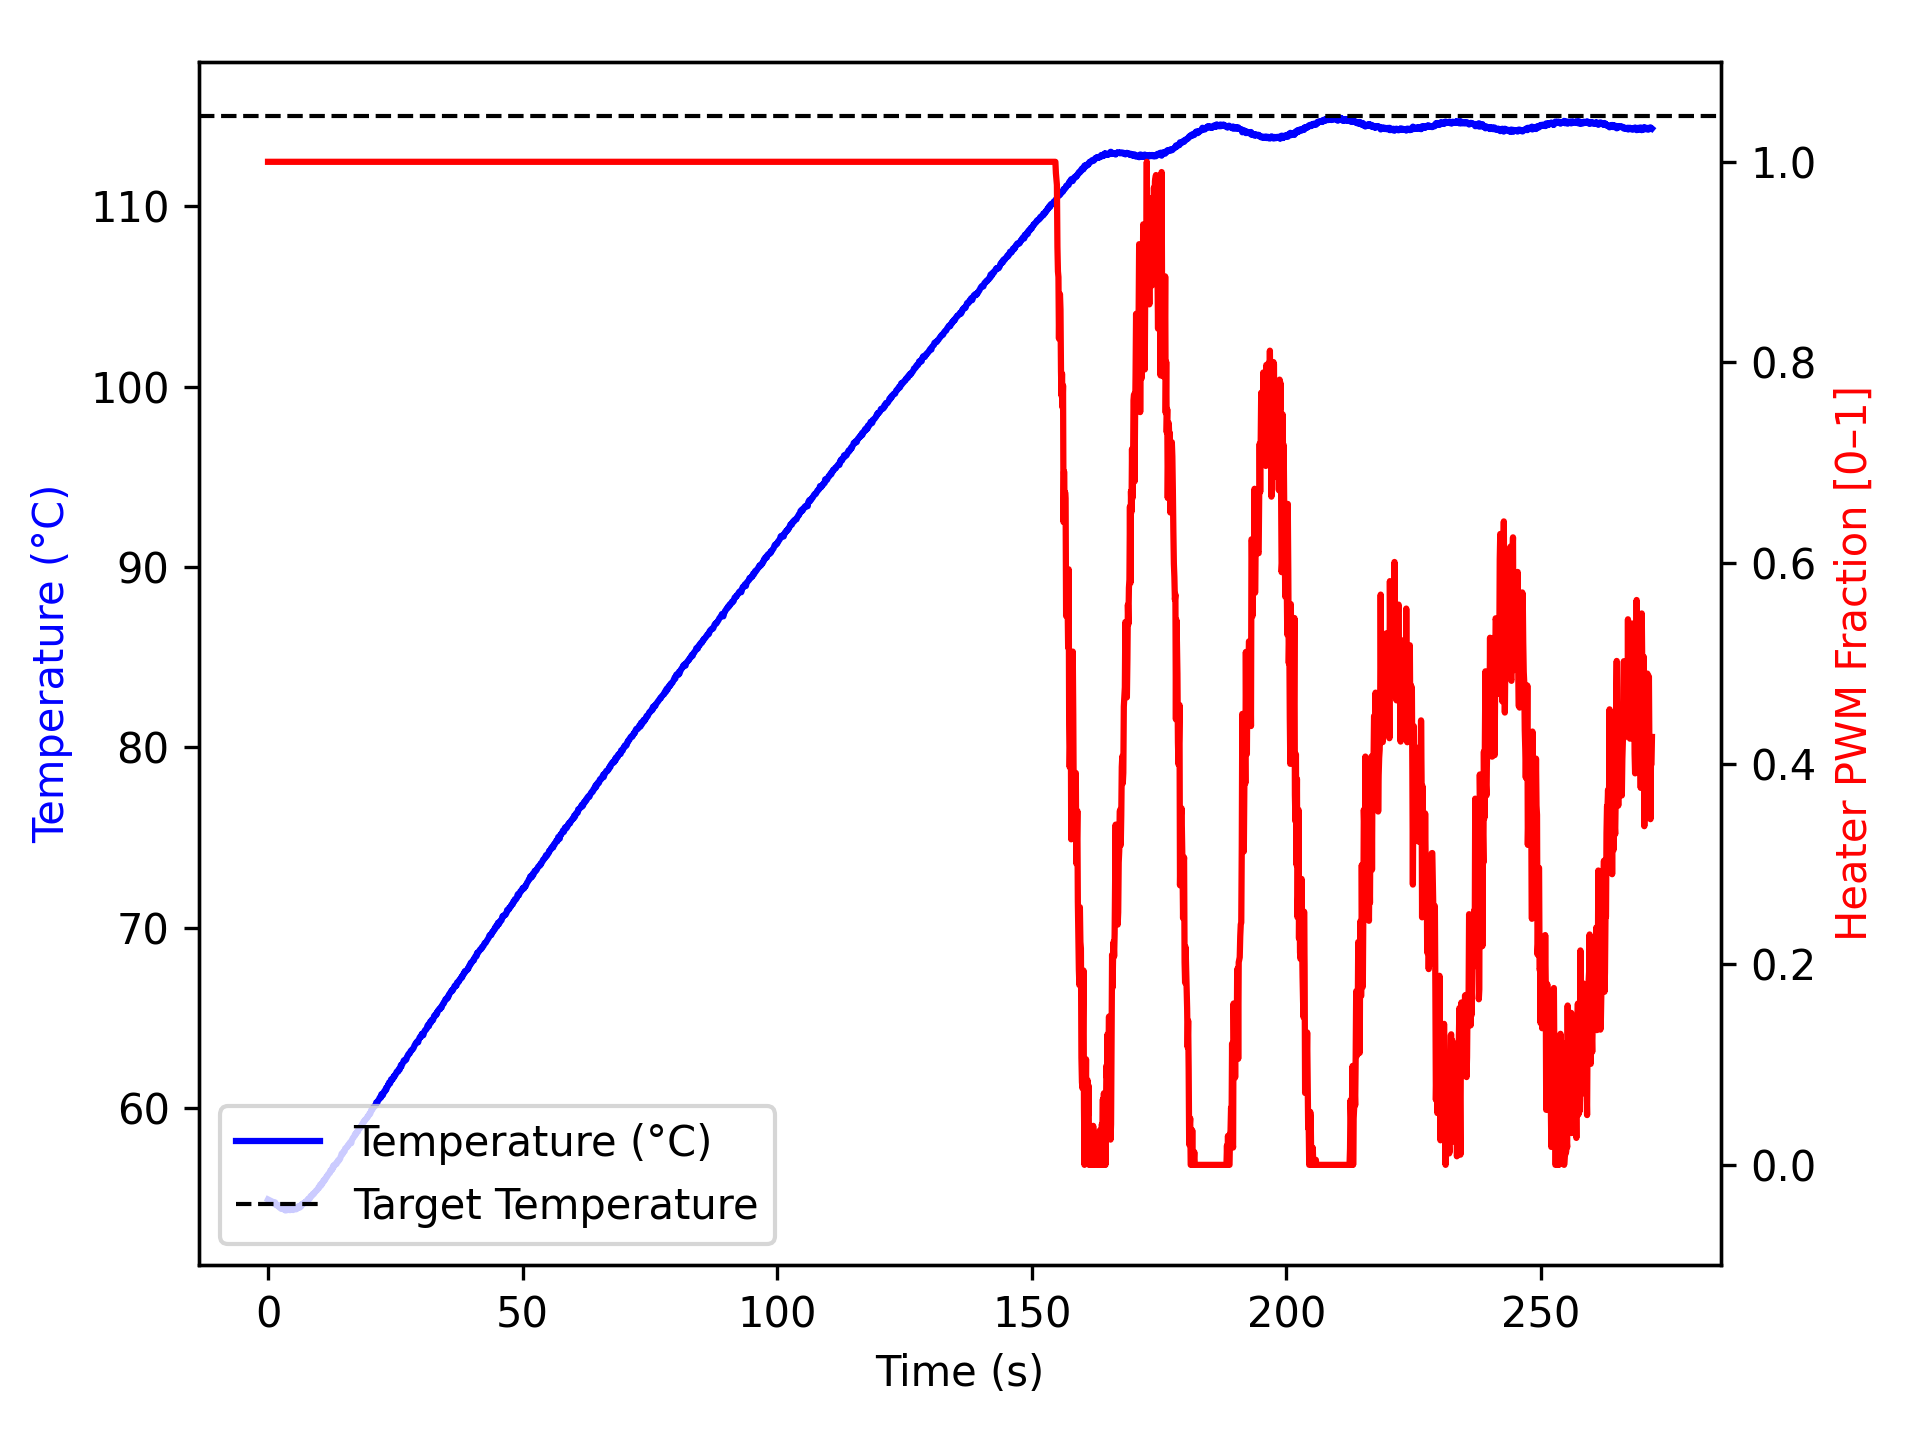 110
100
90
80
70
60
Temperature (°C)
1.0
0.8
0.6
0.4
0.2
0.0
Heater PWM Fraction [0–1]
Temperature (°C)
Target Temperature
0 50 100 150 200 250
Time (s)